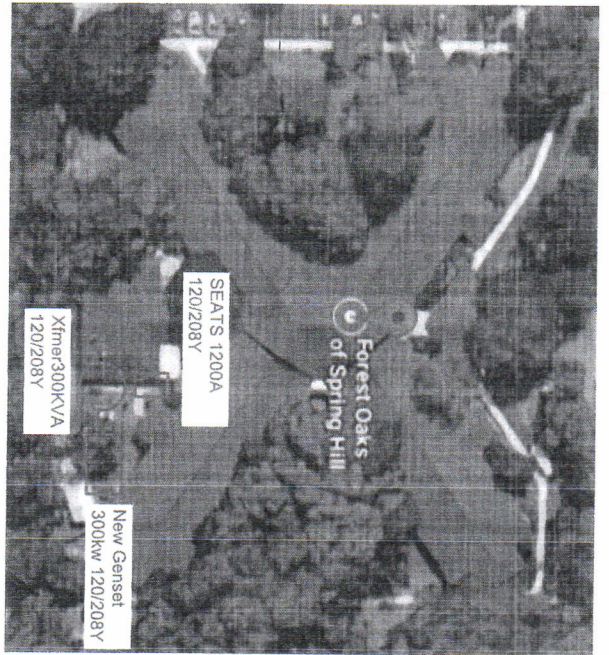 Forest Oaks
of Spring Hill
SEATS 1200A
120/208Y
Xfmer300KVA
120/208Y
New Genset
300kw 120/208Y